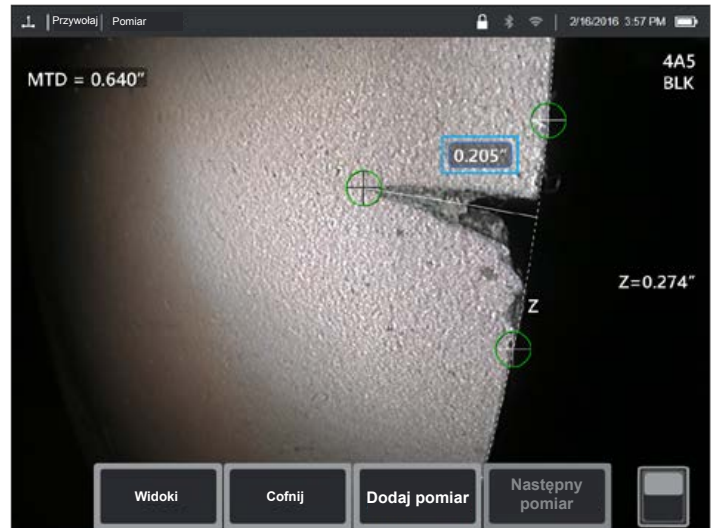 Przywołaj Pomiar 2/16/2016 3:57 PM
MTD = 0.640"
4A5
BLK
0.205"
Z=0.274"
Z
Widoki Cofnij Dodaj pomiar Następny
pomiar